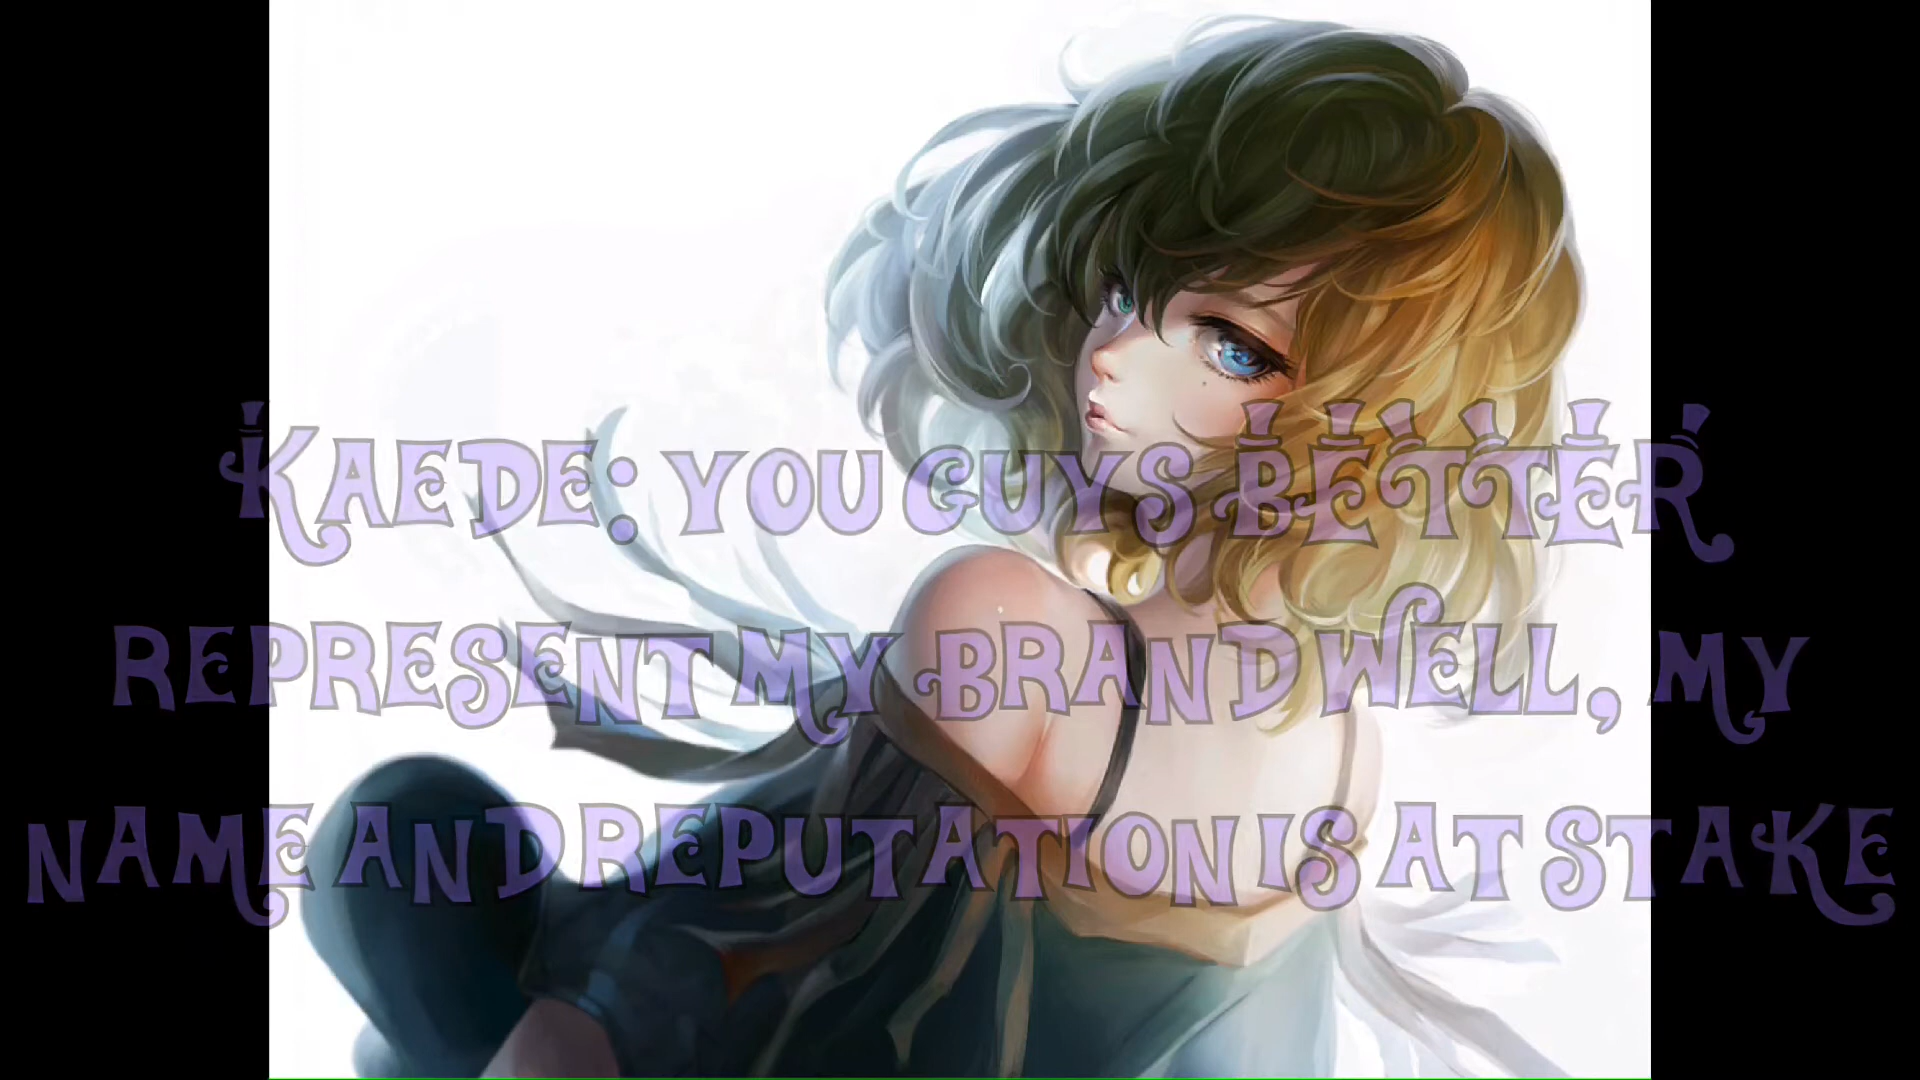 KAEDE: YOU GUYS BETTER
REPRESENT MY BRAND WELL, MY
NAME AND REPUTATION IS AT STAKE